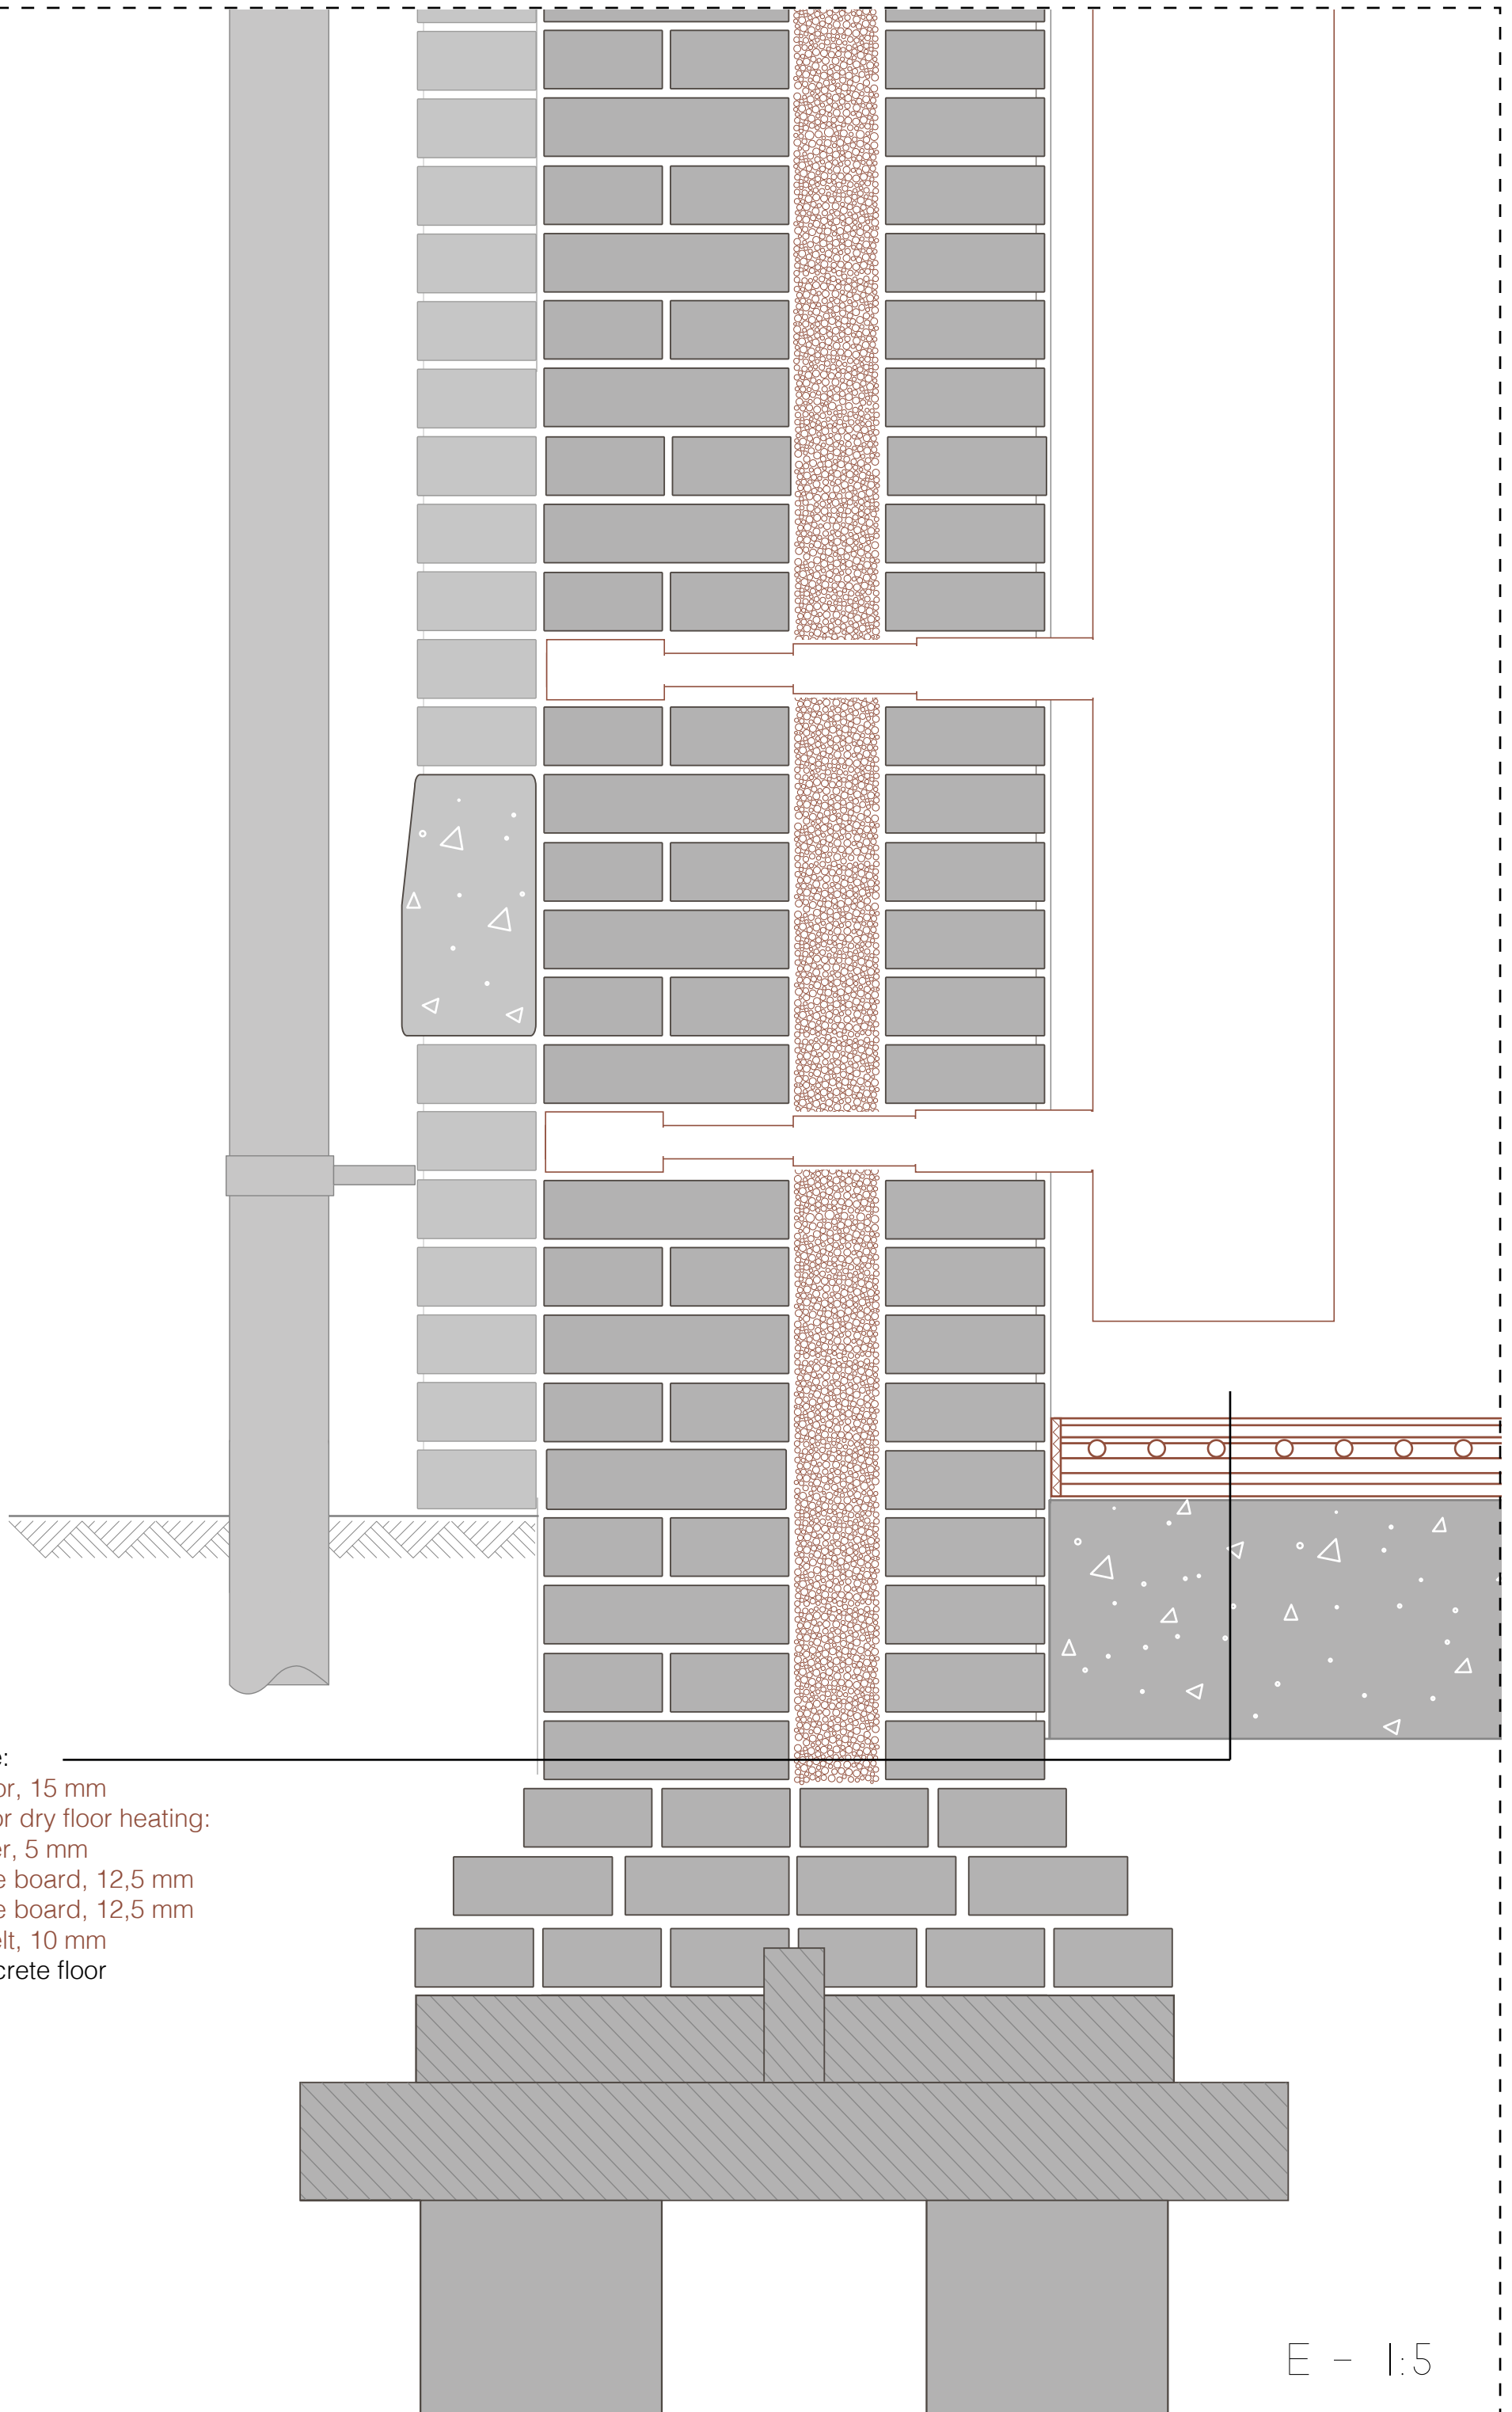 e:
or, 15 mm
or dry floor heating:
er, 5 mm
e board, 12,5 mm
e board, 12,5 mm
elt, 10 mm
crete floor
E - 1:5